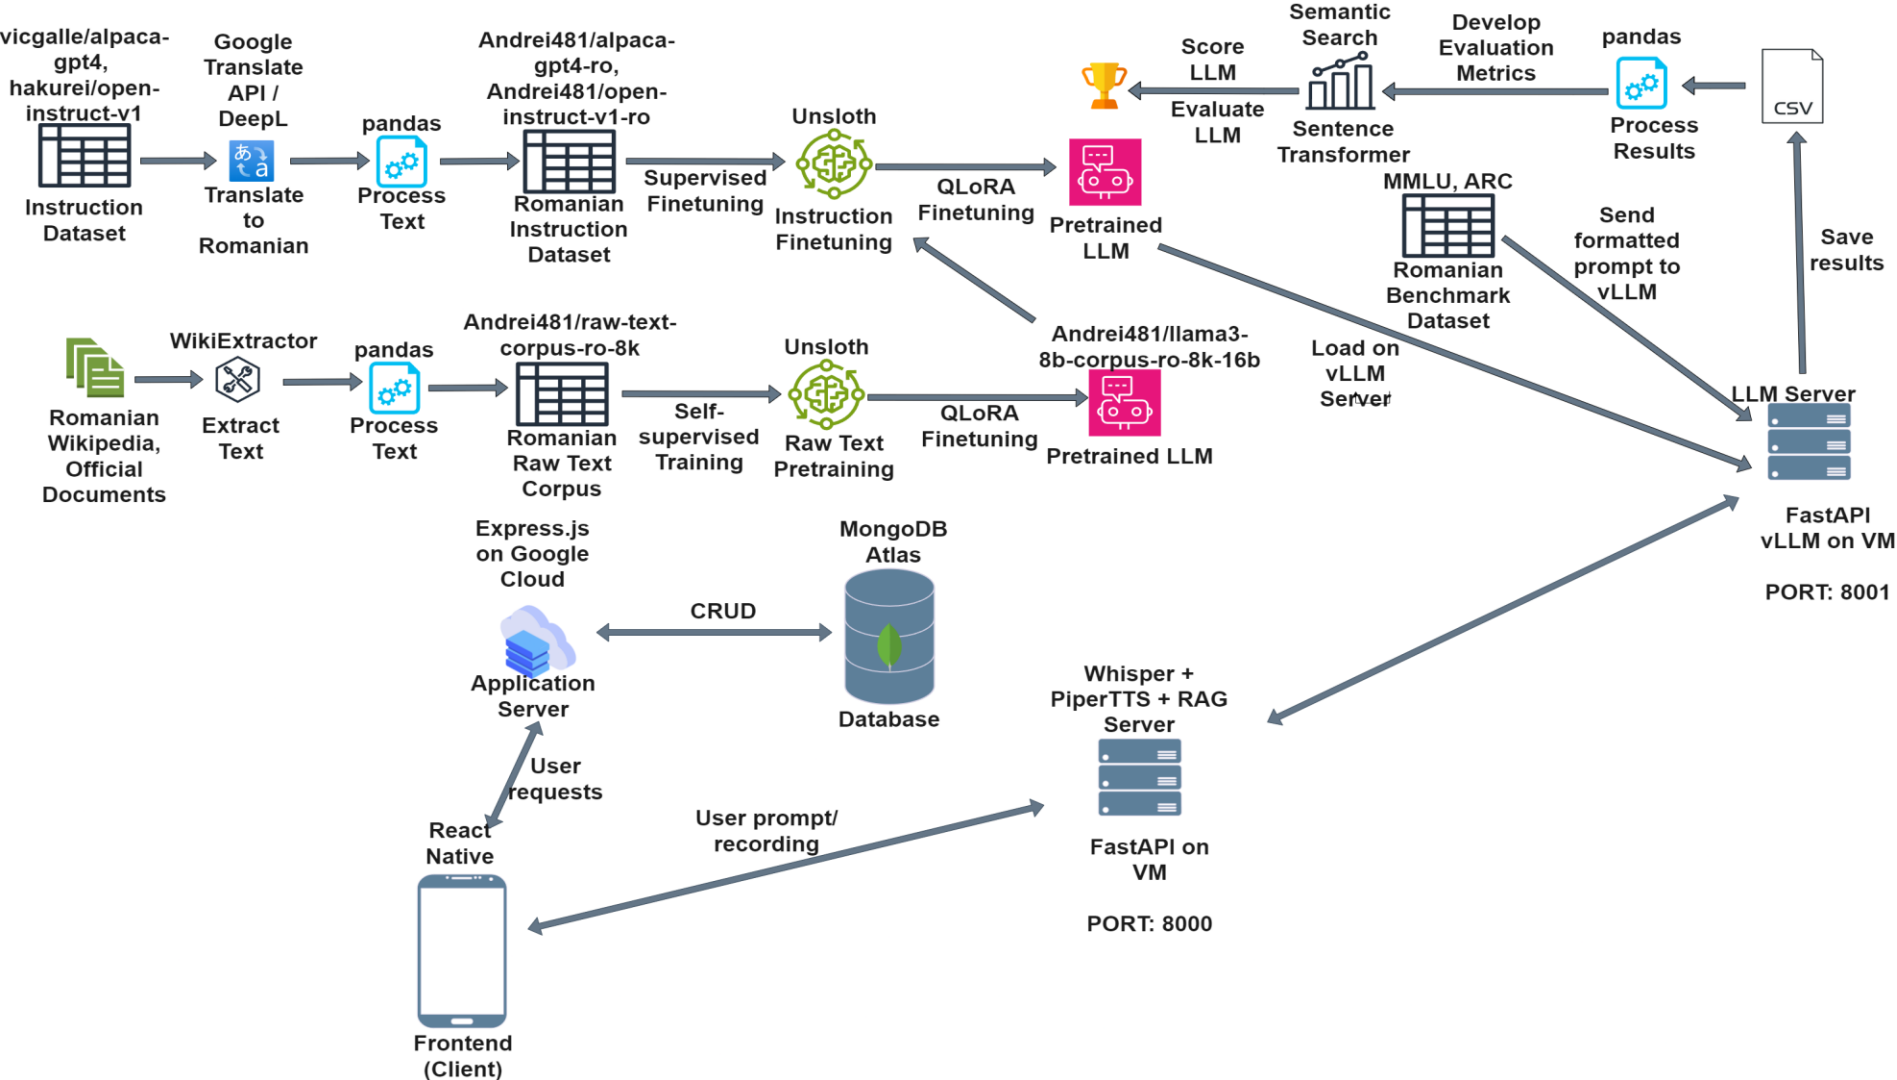 vicgalle/alpaca-
gpt4,
hakurei/open-
instruct-v1
Instruction
Dataset
Google
Translate
API /
DeepL
あ
a
Translate
to
Romanian
pandas
Process
Text
Andrei481/alpaca-
gpt4-ro,
Andrei481/open-
instruct-v1-ro
Romanian
Instruction
Dataset
Supervised
Finetuning
Unsloth
Instruction
Finetuning
QLoRA
Finetuning
Pretrained
LLM
Score
LLM
Evaluate
LLM
Semantic
Search
Sentence
Transformer
Develop
Evaluation
Metrics
pandas
Process
Results
CSV
MMLU, ARC
Romanian
Benchmark
Dataset
Send
formatted
prompt to
vLLM
Save
results
Romanian
Wikipedia,
Official
Documents
WikiExtractor
Extract
Text
pandas
Process
Text
Andrei481/raw-text-
corpus-ro-8k
Romanian
Raw Text
Corpus
Self-
supervised
Training
Unsloth
Raw Text
Pretraining
QLoRA
Finetuning
Andrei481/llama3-
8b-corpus-ro-8k-16b
Pretrained LLM
Load on
vLLM
Server
LLM Server
FastAPI
vLLM on VM
PORT: 8001
Express.js
on Google
Cloud
Application
Server
CRUD
MongoDB
Atlas
Database
User
requests
React
Native
Frontend
(Client)
User prompt/
recording
Whisper +
PiperTTS + RAG
Server
FastAPI on
VM
PORT: 8000